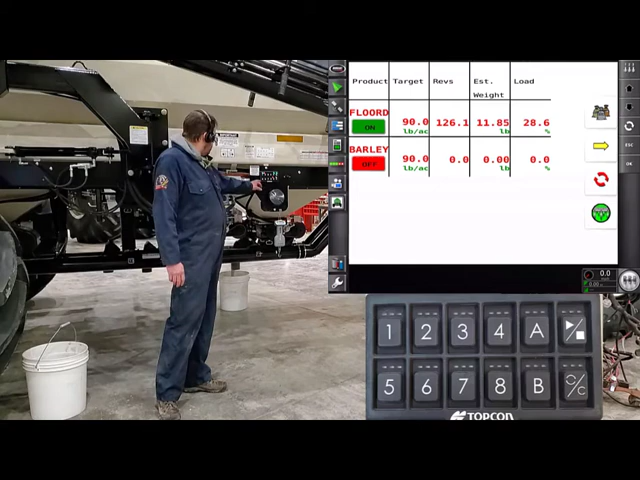 Product Target Revs Est. Weight Load
FLOORD 90.0 126.1 11.85 28.6
ON lb/ac lb %
BARLEY 90.0 0.0 0.00 0.0
OFF lb/ac lb %
OK
0.0
1 2 3 4 A
5 6 7 8 B C/C
TOPCON